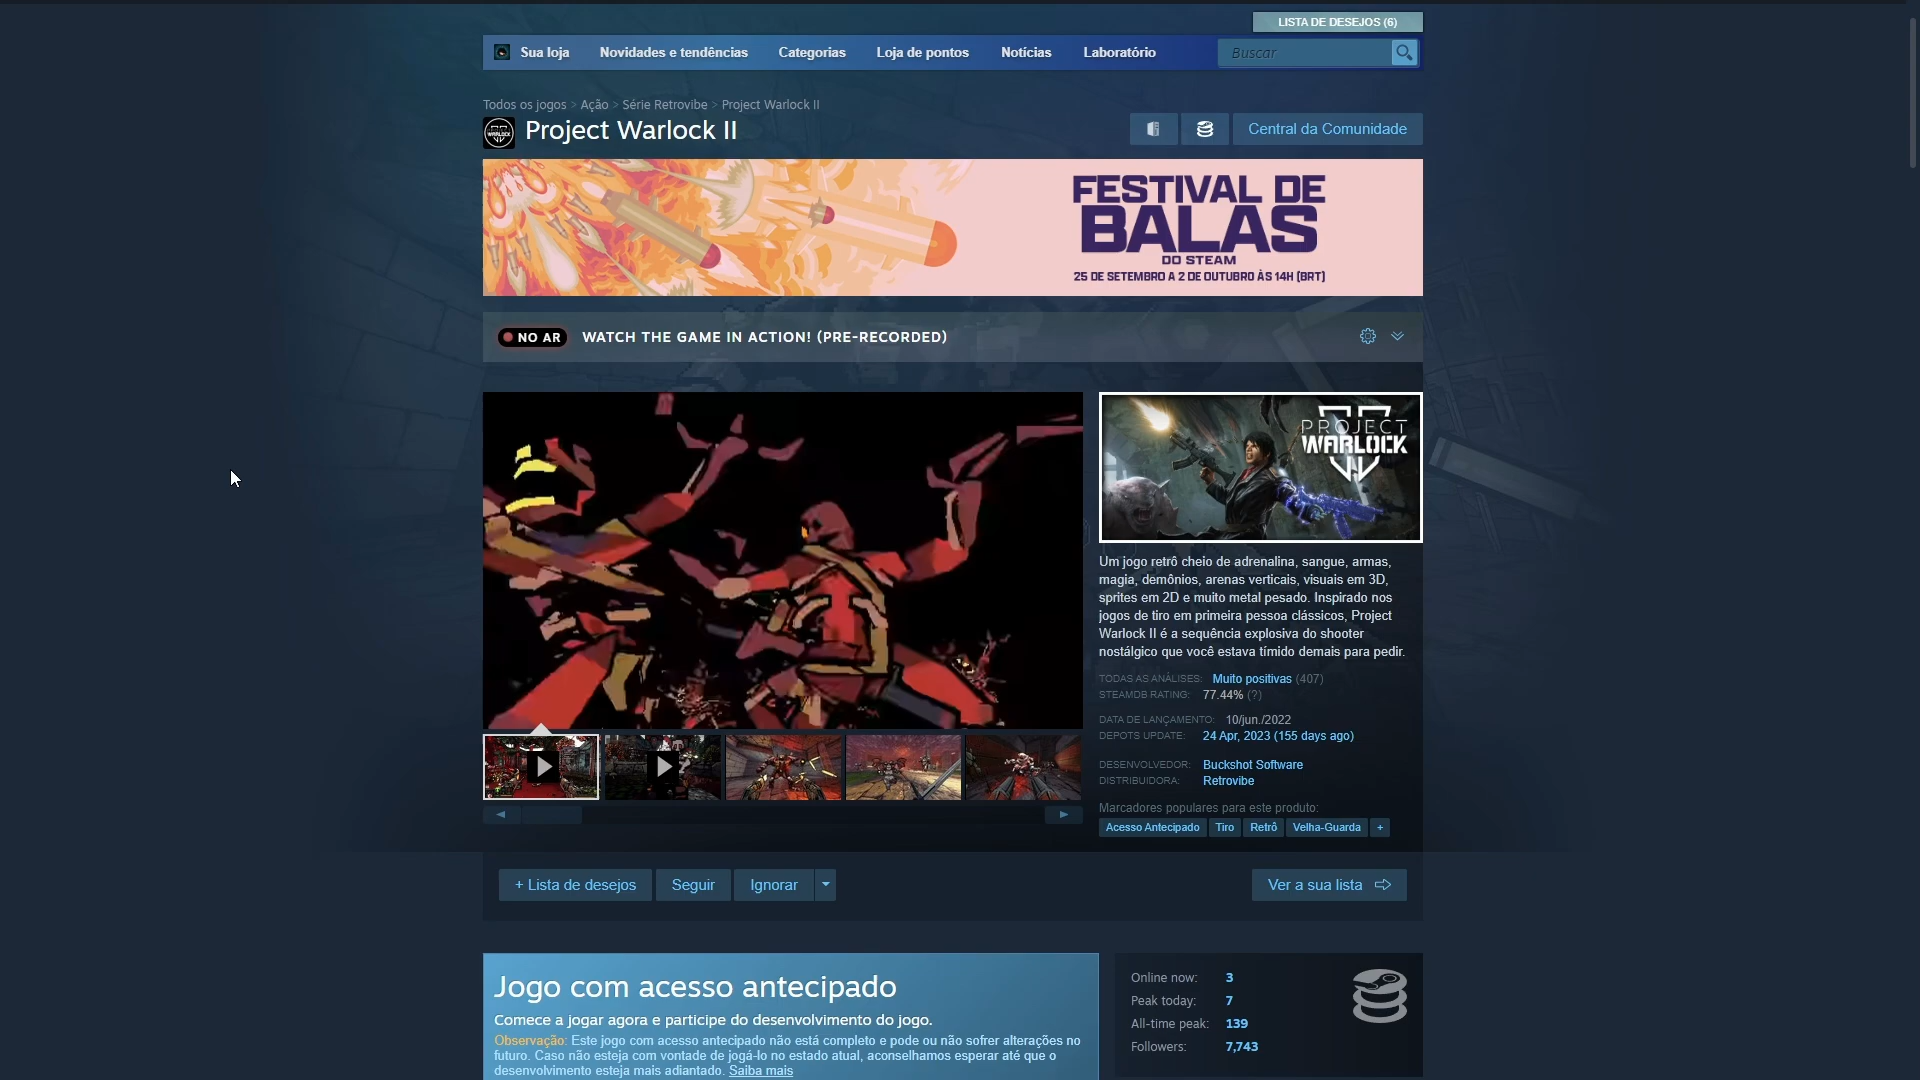 LISTA DE DESEJOS (6)
Sua loja Novidades e tendências Categorias Loja de pontos Notícias Laboratório Buscar
Todos os jogos > Ação > Série Retrovibe > Project Warlock II
Project Warlock II
Central da Comunidade
FESTIVAL DE
BALAS
DO STEAM
25 DE SETEMBRO A 2 DE OUTUBRO ÀS 14H (BRT)
NO AR WATCH THE GAME IN ACTION! (PRE-RECORDED)
PROJECT
WARLOCK
Um jogo retrô cheio de adrenalina, sangue, armas,
magia, demônios, arenas verticais, visuais em 3D,
sprites em 2D e muito metal pesado. Inspirado nos
jogos de tiro em primeira pessoa clássicos, Project
Warlock II é a sequência explosiva do shooter
nostálgico que você estava tímido demais para pedir.
TODAS AS ANÁLISES: Muito positivas (407)
STEAMDB RATING: 77.44% (?)
DATA DE LANÇAMENTO: 10/jun./2022
DEPOTS UPDATE: 24 Apr, 2023 (155 days ago)
DESENVOLVEDOR: Buckshot Software
DISTRIBUIDORA: Retrovibe
Marcadores populares para este produto:
Acesso Antecipado Tiro Retrô Velha-Guarda +
+ Lista de desejos Seguir Ignorar Ver a sua lista
Jogo com acesso antecipado
Comece a jogar agora e participe do desenvolvimento do jogo.
Observação: Este jogo com acesso antecipado não está completo e pode ou não sofrer alterações no
futuro. Caso não esteja com vontade de jogá-lo no estado atual, aconselhamos esperar até que o
desenvolvimento esteja mais adiantado. Saiba mais
Online now: 3
Peak today: 7
All-time peak: 139
Followers: 7,743